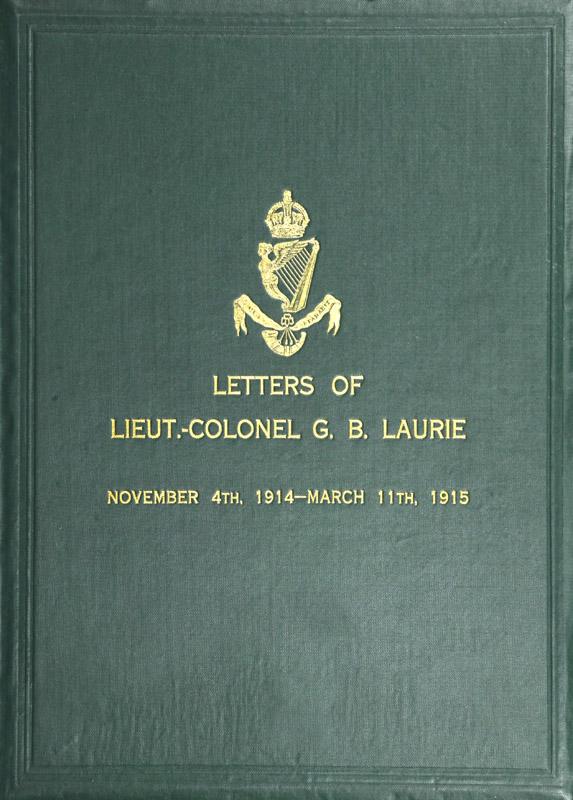 LETTERS OF
LIEUT.-COLONEL G. B. LAURIE
NOVEMBER 4TH, 1914—MARCH 11TH, 1915